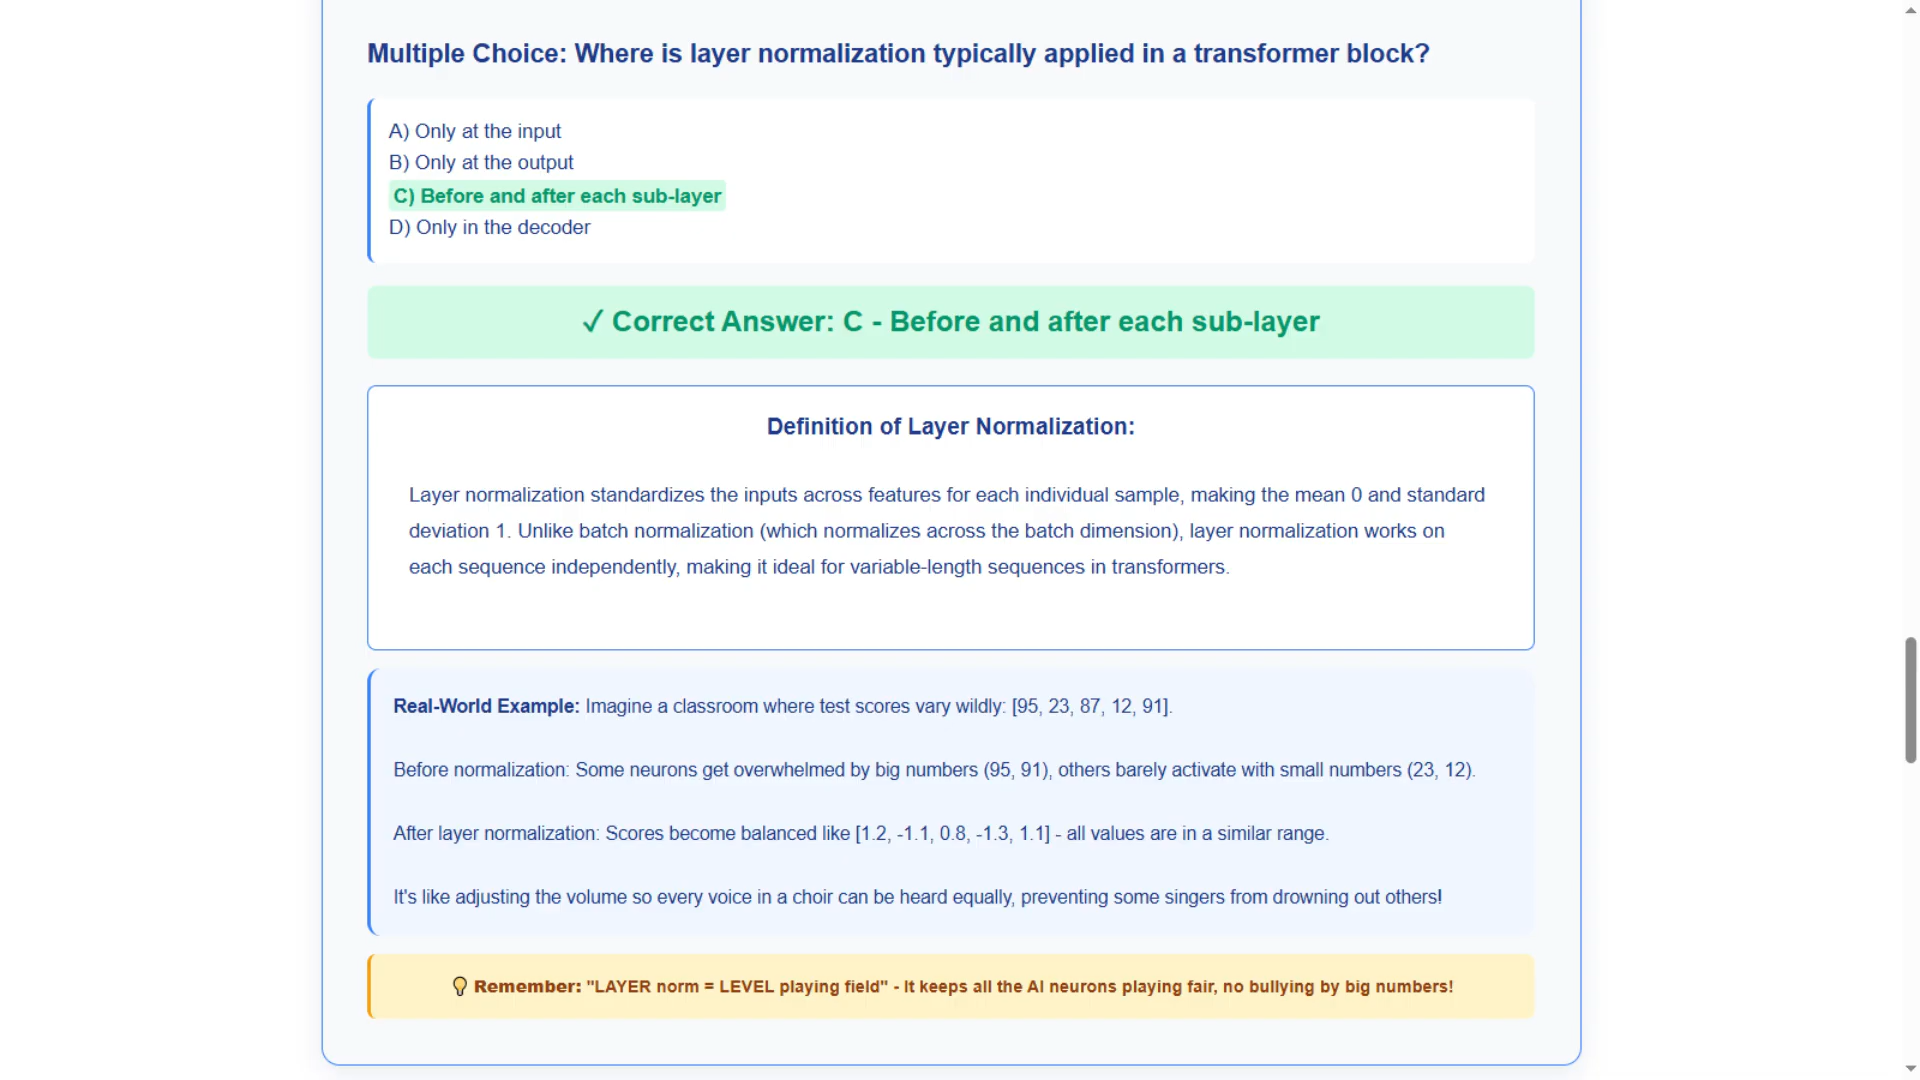 Multiple Choice: Where is layer normalization typically applied in a transformer block?
A) Only at the input
B) Only at the output
C) Before and after each sub-layer
D) Only in the decoder
✓ Correct Answer: C - Before and after each sub-layer
Definition of Layer Normalization:
Layer normalization standardizes the inputs across features for each individual sample, making the mean 0 and standard
deviation 1. Unlike batch normalization (which normalizes across the batch dimension), layer normalization works on
each sequence independently, making it ideal for variable-length sequences in transformers.
Real-World Example: Imagine a classroom where test scores vary wildly: [95, 23, 87, 12, 91].
Before normalization: Some neurons get overwhelmed by big numbers (95, 91), others barely activate with small numbers (23, 12).
After layer normalization: Scores become balanced like [1.2, -1.1, 0.8, -1.3, 1.1] - all values are in a similar range.
It's like adjusting the volume so every voice in a choir can be heard equally, preventing some singers from drowning out others!
💡 Remember: "LAYER norm = LEVEL playing field" - It keeps all the AI neurons playing fair, no bullying by big numbers!